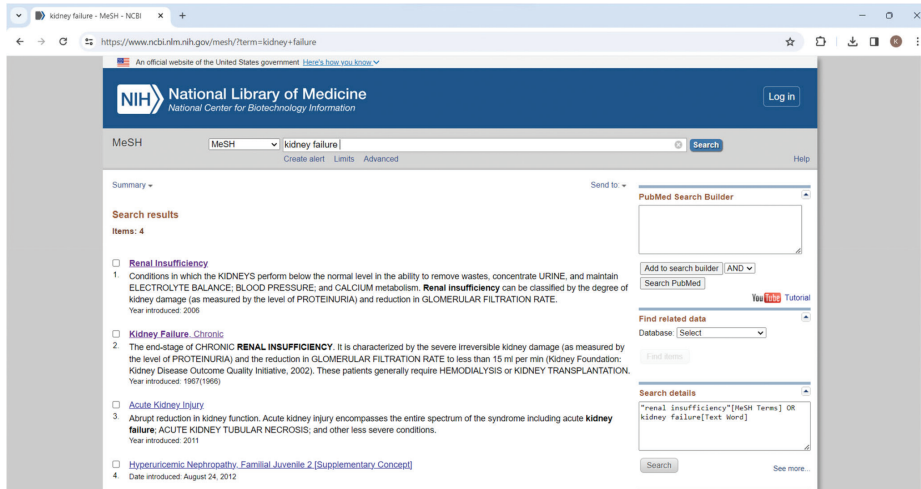 kidney failure - MeSH - NCBI
https://www.ncbi.nlm.nih.gov/mesh/?term=kidney+failure
K
An official website of the United States government Here's how you know
NIH
National Library of Medicine
National Center for Biotechnology Information
Log in
MeSH
MeSH
kidney failure
Search
Create alert Limits Advanced
Help
Summary
Send to:
Search results
Items: 4
Renal Insufficiency
1. Conditions in which the KIDNEYS perform below the normal level in the ability to remove wastes, concentrate URINE, and maintain
ELECTROLYTE BALANCE; BLOOD PRESSURE; and CALCIUM metabolism. Renal insufficiency can be classified by the degree of
kidney damage (as measured by the level of PROTEINURIA) and reduction in GLOMERULAR FILTRATION RATE.
Year introduced: 2006
Kidney Failure, Chronic
2. The end-stage of CHRONIC RENAL INSUFFICIENCY. It is characterized by the severe irreversible kidney damage (as measured by
the level of PROTEINURIA) and the reduction in GLOMERULAR FILTRATION RATE to less than 15 ml per min (Kidney Foundation:
Kidney Disease Outcome Quality Initiative, 2002). These patients generally require HEMODIALYSIS or KIDNEY TRANSPLANTATION.
Year introduced: 1967(1966)
Acute Kidney Injury
3. Abrupt reduction in kidney function. Acute kidney injury encompasses the entire spectrum of the syndrome including acute kidney
failure; ACUTE KIDNEY TUBULAR NECROSIS; and other less severe conditions.
Year introduced: 2011
Hyperuricemic Nephropathy, Familial Juvenile 2 [Supplementary Concept]
4. Date introduced: August 24, 2012
PubMed Search Builder
Add to search builder AND
Search PubMed
YouTube Tutorial
Find related data
Database: Select
Find items
Search details
"renal insufficiency"[MeSH Terms] OR
kidney failure[Text Word]
Search
See more...